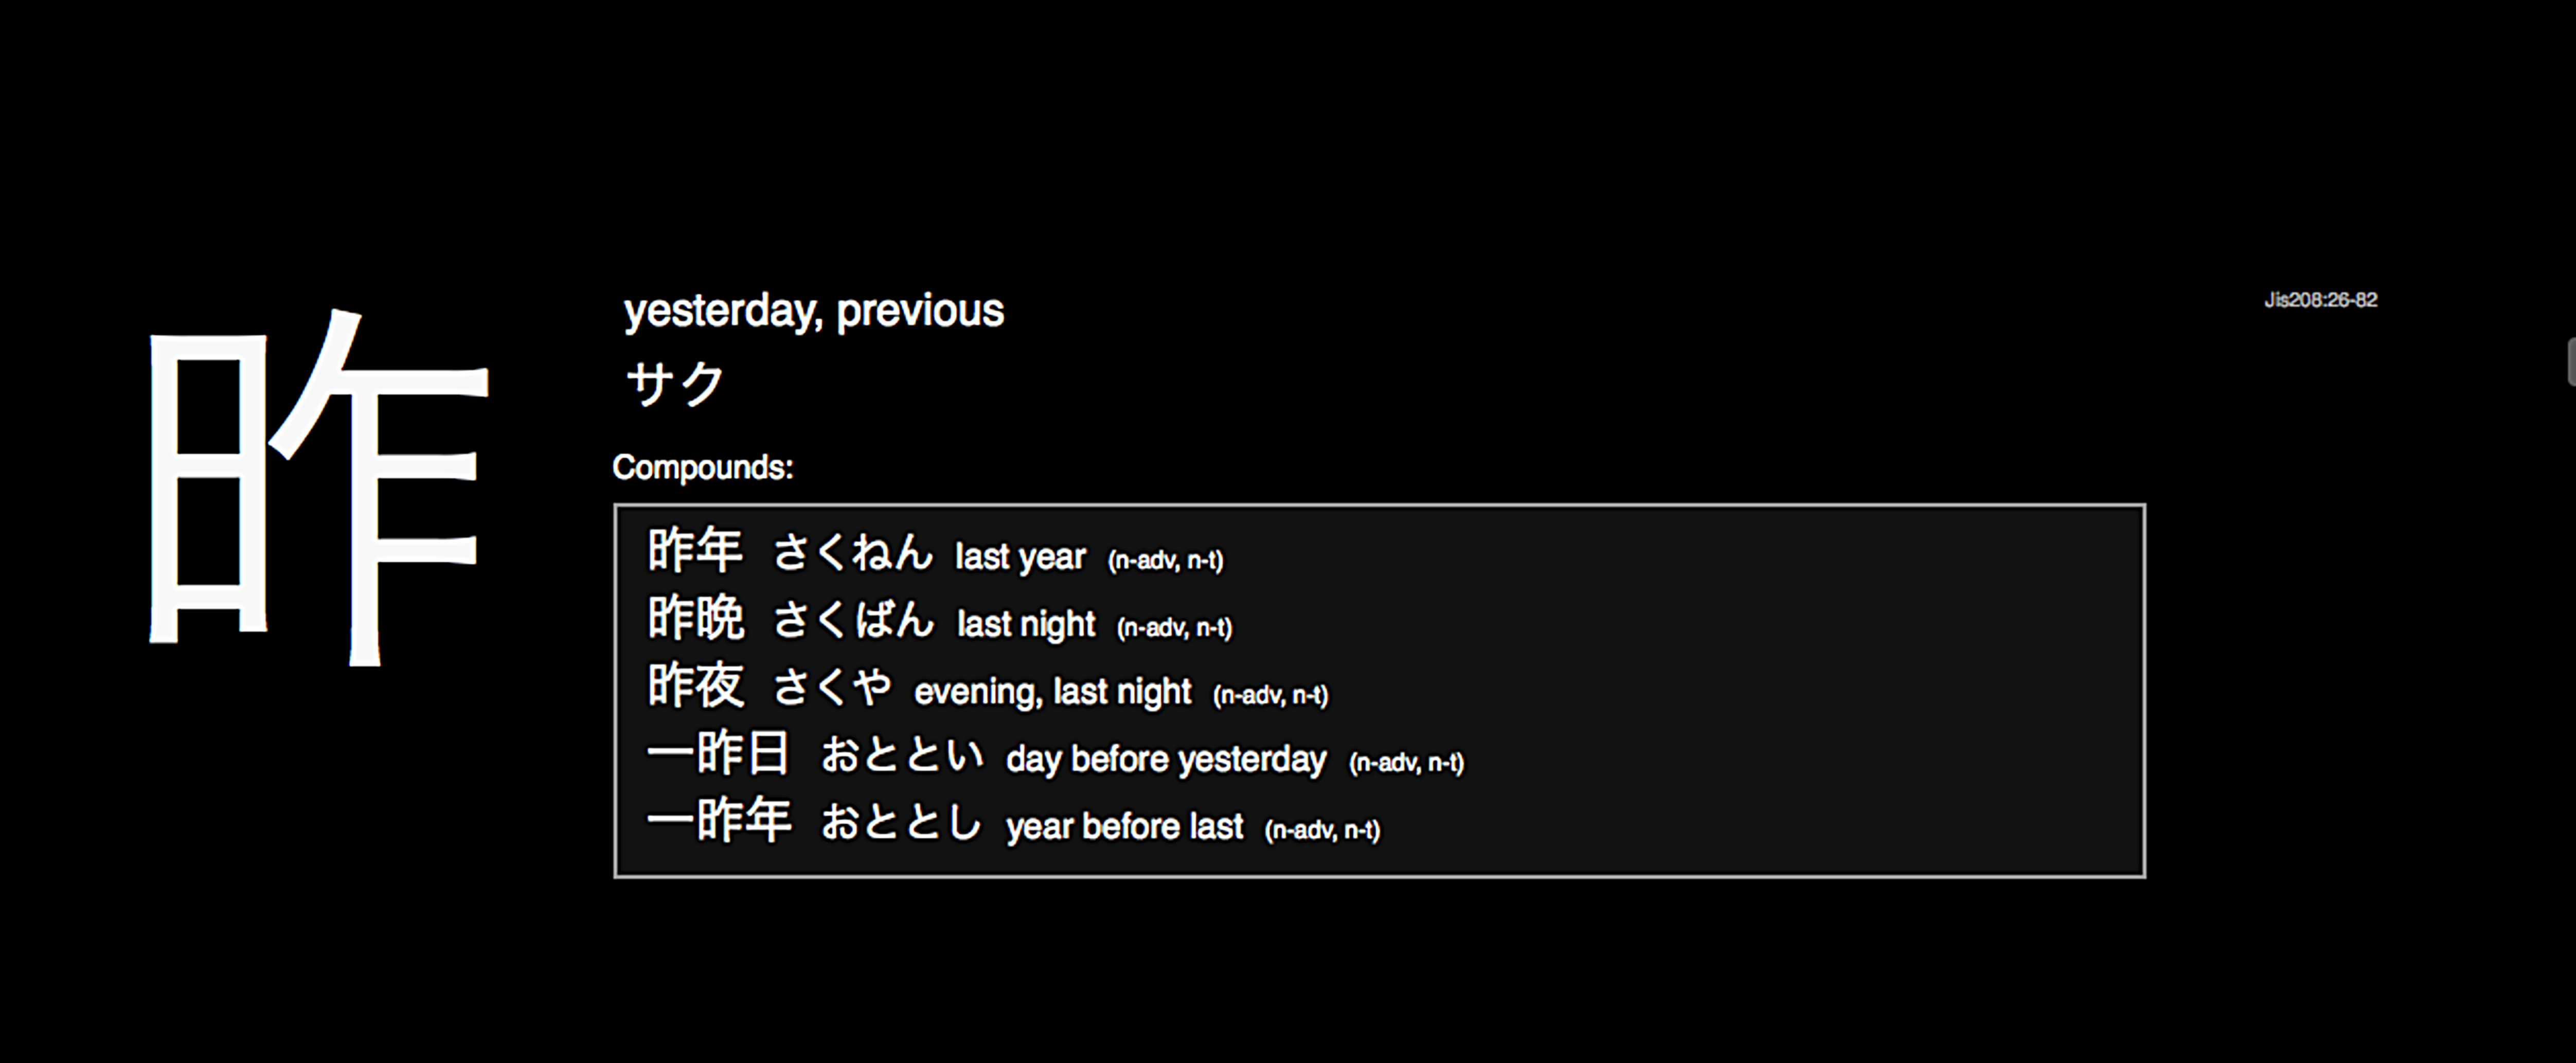 昨
yesterday, previous
Jis208:26-82
サク
Compounds:
昨年 さくねん last year (n-adv, n-t)
昨晩 さくばん last night (n-adv, n-t)
昨夜 さくや evening, last night (n-adv, n-t)
一昨日 おととい day before yesterday (n-adv, n-t)
一昨年 おととし year before last (n-adv, n-t)